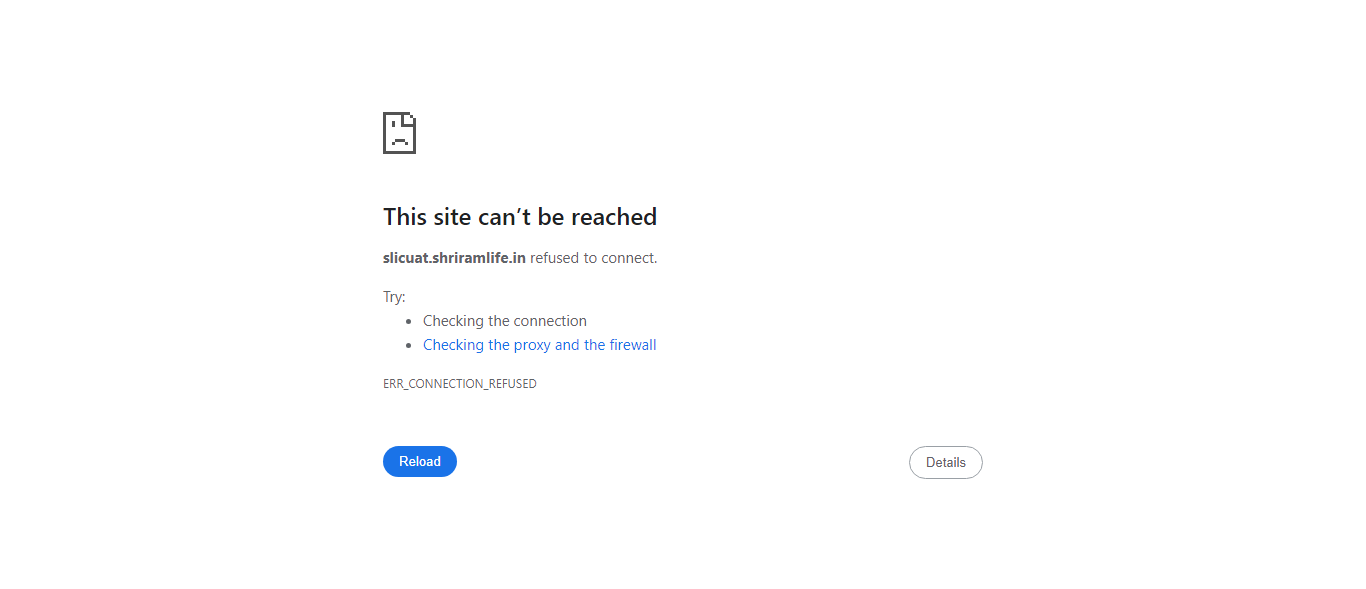 This site can’t be reached
slicuat.shriramlife.in refused to connect.
Try:
• Checking the connection
• Checking the proxy and the firewall
ERR_CONNECTION_REFUSED
Reload Details